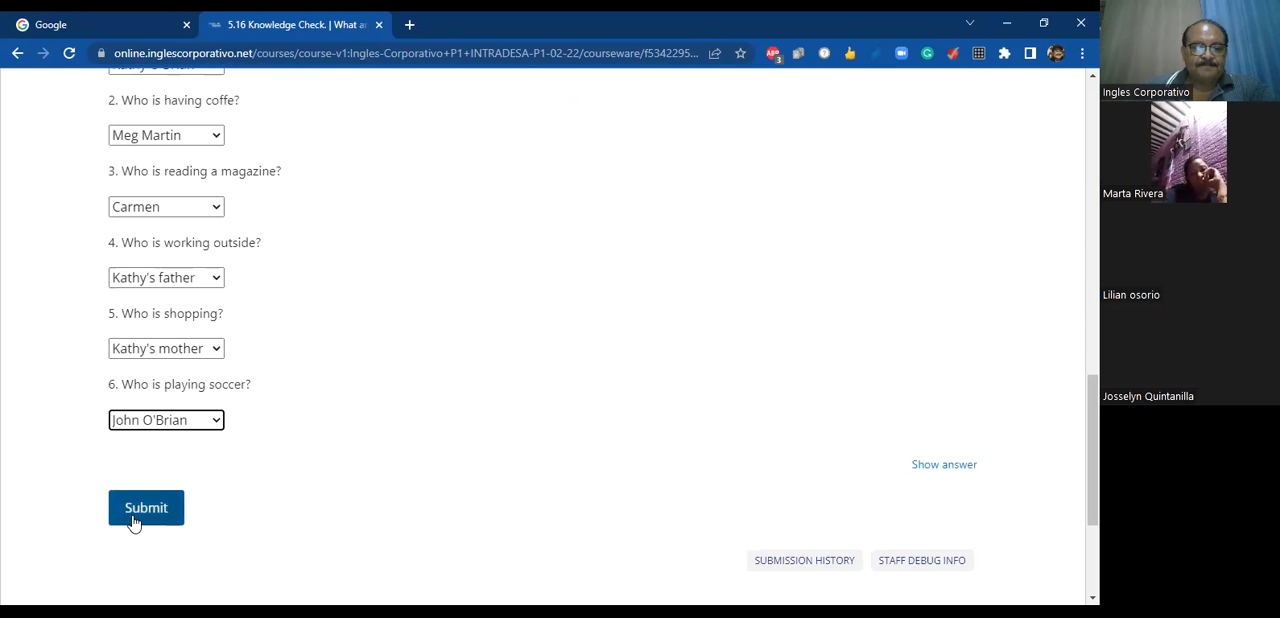 Google
5.16 Knowledge Check. | What ar
online.inglescorporativo.net/courses/course-v1:Ingles-Corporativo+P1+INTRADESA-P1-02-22/courseware/f5342295...
ABP
3
Ingles Corporativo
2. Who is having coffe?
Meg Martin
3. Who is reading a magazine?
Carmen
Marta Rivera
4. Who is working outside?
Kathy's father
Lilian osorio
5. Who is shopping?
Kathy's mother
6. Who is playing soccer?
Josselyn Quintanilla
John O'Brian
Show answer
Submit
SUBMISSION HISTORY
STAFF DEBUG INFO